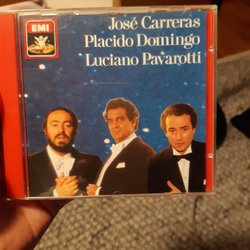 EMI
José Carreras
Placido Domingo
Luciano Pavarotti